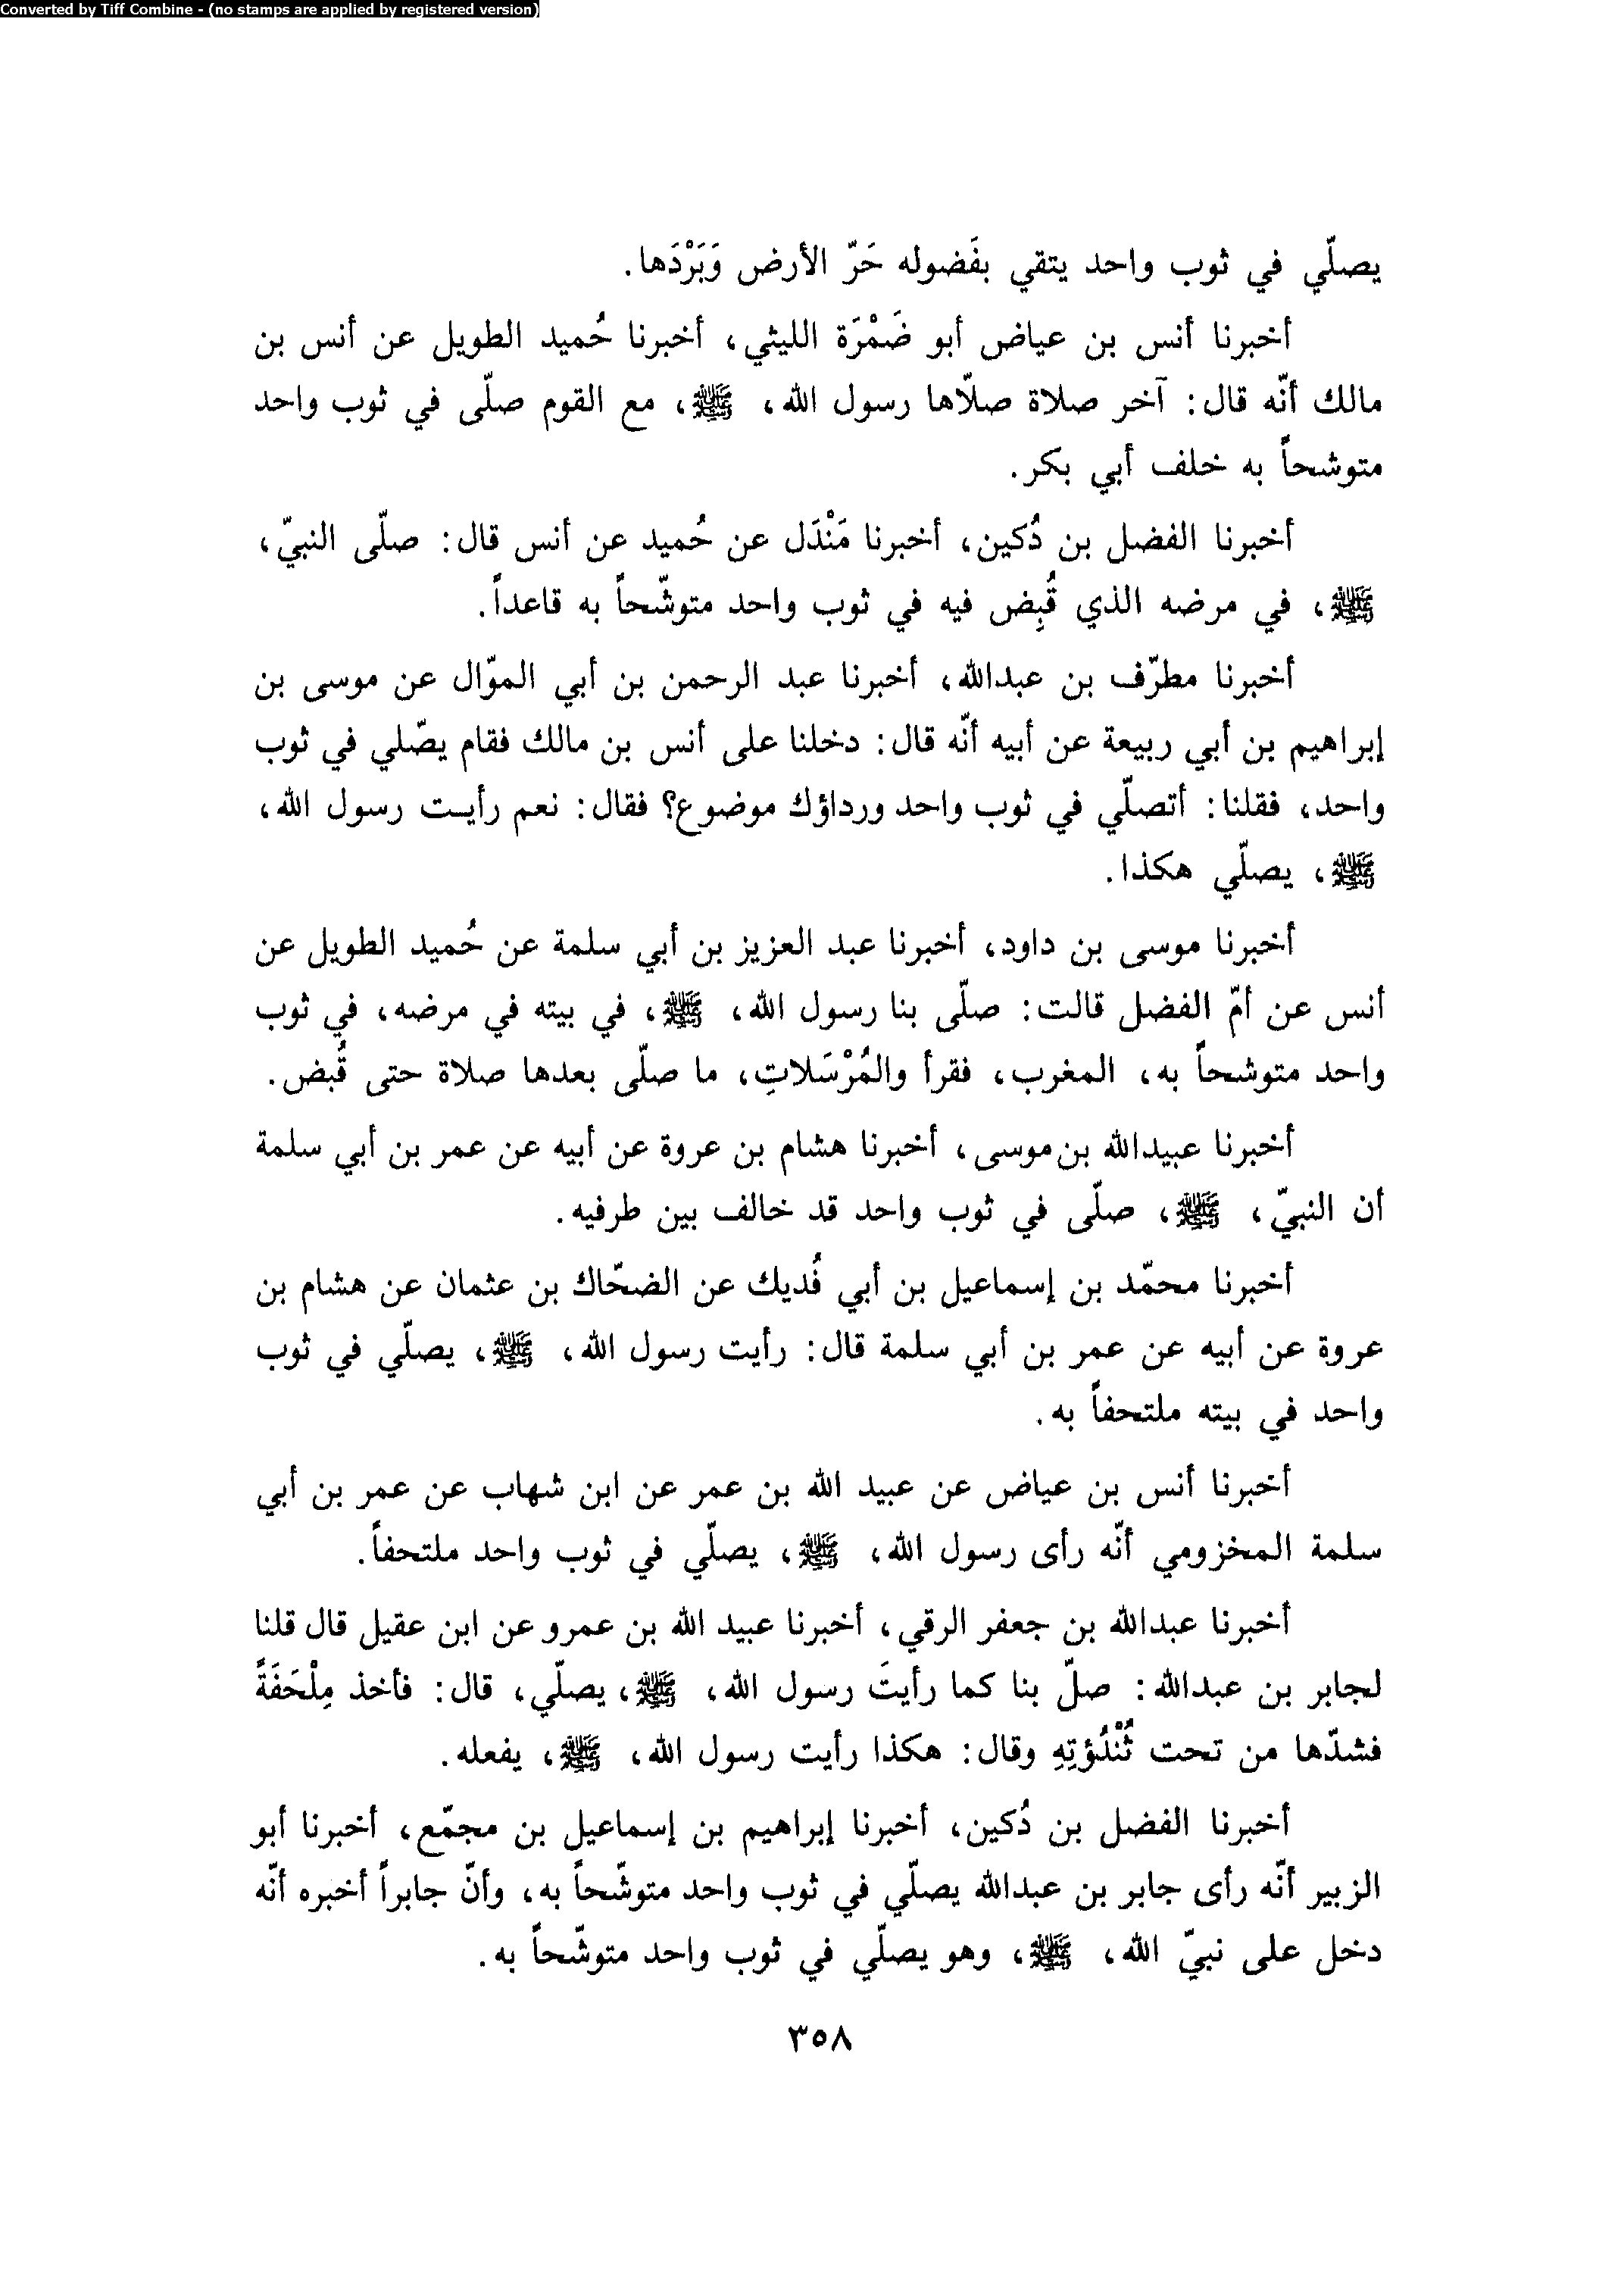 Converted by Tiff Combine - (no stamps are applied by registered version)
يصلّي في ثوب واحد يتقي بفَضوله حَرّ الأرض وَبَرْدَها.
أخبرنا أنس بن عياض أبو ضَمْرَة الليثي، أخبرنا حُميد الطويل عن أنس بن
مالك أنّه قال: آخر صلاة صلّاها رسول الله، ﷺ، مع القوم صلّى في ثوب واحد
متوشحاً به خلف أبي بكر.
أخبرنا الفضل بن دُكين، أخبرنا مَنْدَل عن حُميد عن أنس قال: صلّى النبيّ،
ﷺ، في مرضه الذي قُبِض فيه في ثوب واحد متوشّحاً به قاعداً.
أخبرنا مطرّف بن عبدالله، أخبرنا عبد الرحمن بن أبي الموّال عن موسى بن
إبراهيم بن أبي ربيعة عن أبيه أنّه قال: دخلنا على أنس بن مالك فقام يصّلي في ثوب
واحد، فقلنا: أتصلّي في ثوب واحد ورداؤك موضوع؟ فقال: نعم رأيت رسول الله،
ﷺ، يصلّي هكذا.
أخبرنا موسى بن داود، أخبرنا عبد العزيز بن أبي سلمة عن حُميد الطويل عن
أنس عن أمّ الفضل قالت: صلّى بنا رسول الله، ﷺ، في بيته في مرضه، في ثوب
واحد متوشحاً به، المغرب، فقرأ والمُرْسَلاتِ، ما صلّى بعدها صلاة حتى قُبض.
أخبرنا عبيدالله بن موسى، أخبرنا هشام بن عروة عن أبيه عن عمر بن أبي سلمة
أن النبيّ، ﷺ، صلّى في ثوب واحد قد خالف بين طرفيه.
أخبرنا محمّد بن إسماعيل بن أبي فُديك عن الضحّاك بن عثمان عن هشام بن
عروة عن أبيه عن عمر بن أبي سلمة قال: رأيت رسول الله، ﷺ، يصلّي في ثوب
واحد في بيته ملتحفاً به.
أخبرنا أنس بن عياض عن عبيد الله بن عمر عن ابن شهاب عن عمر بن أبي
سلمة المخزومي أنّه رأى رسول الله، ﷺ، يصلّي في ثوب واحد ملتحفاً.
أخبرنا عبدالله بن جعفر الرقي، أخبرنا عبيد الله بن عمرو عن ابن عقيل قال قلنا
لجابر بن عبدالله: صلّ بنا كما رأيتَ رسول الله، ﷺ، يصلّي، قال: فأخذ مِلْحَفَةً
فشدّها من تحت ثُنْدُؤتِهِ وقال: هكذا رأيت رسول الله، ﷺ، يفعله.
أخبرنا الفضل بن دُكين، أخبرنا إبراهيم بن إسماعيل بن مجمّع، أخبرنا أبو
الزبير أنّه رأى جابر بن عبدالله يصلّي في ثوب واحد متوشّحاً به، وأنّ جابراً أخبره أنّه
دخل على نبيّ الله، ﷺ، وهو يصلّي في ثوب واحد متوشّحاً به.
٣٥٨